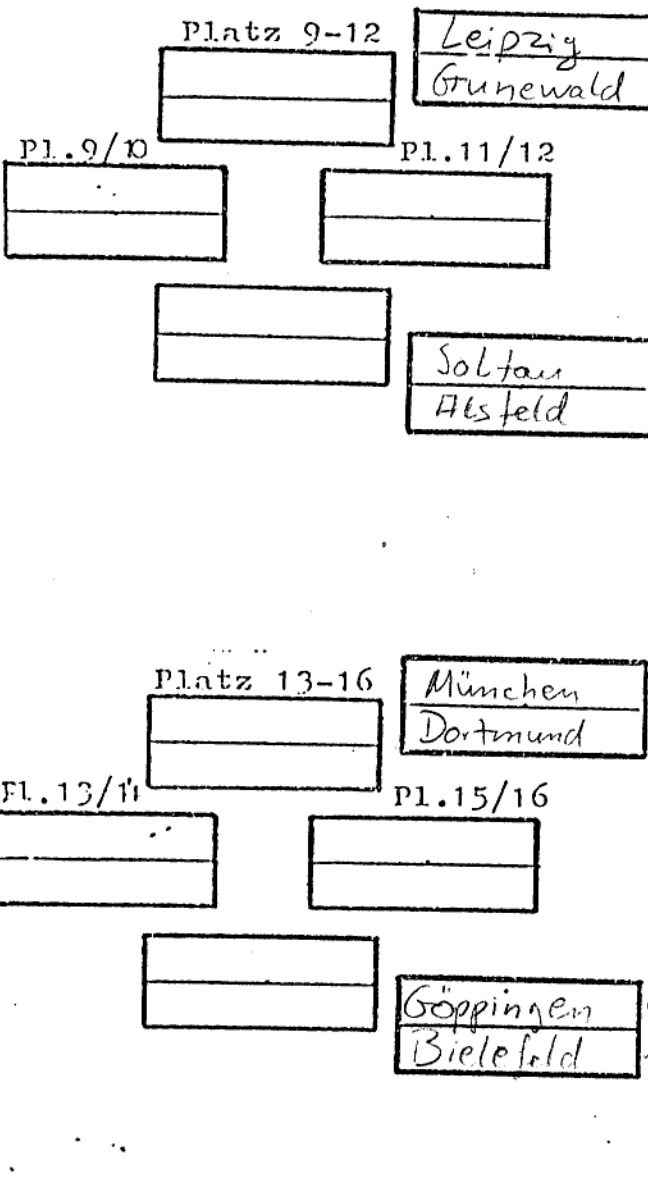 Platz 9-12
Leipzig
Grunewald
Pl.9/10
Pl.11/12
Soltau
Alsfeld
Platz 13-16
München
Dortmund
Pl.13/14
Pl.15/16
Göppingen
Bielefeld